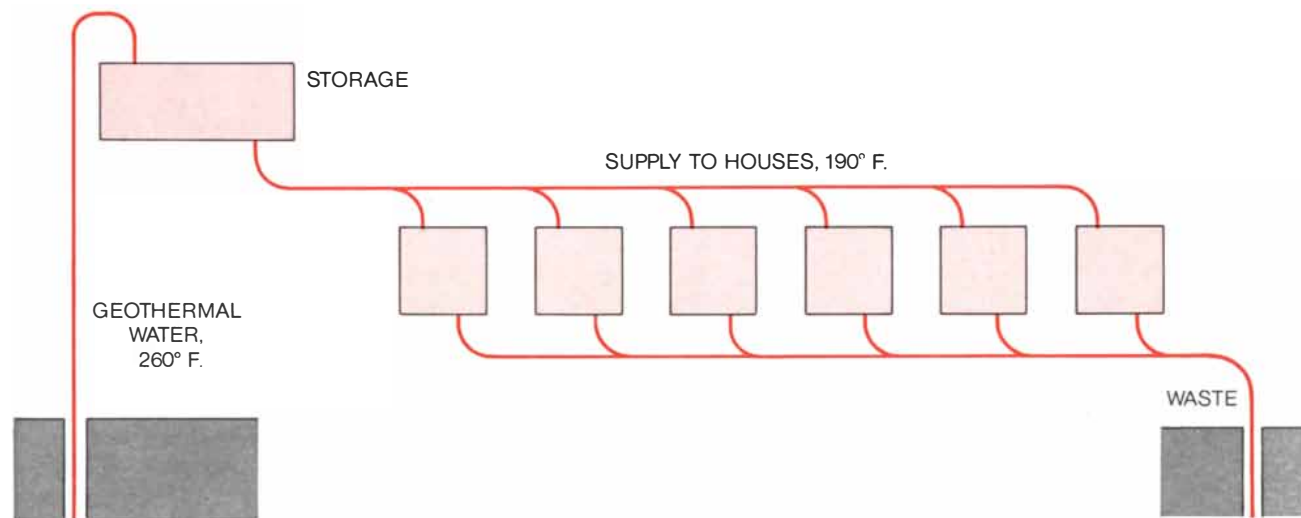 STORAGE
SUPPLY TO HOUSES, 190° F.
GEOTHERMAL
WATER,
260° F.
WASTE